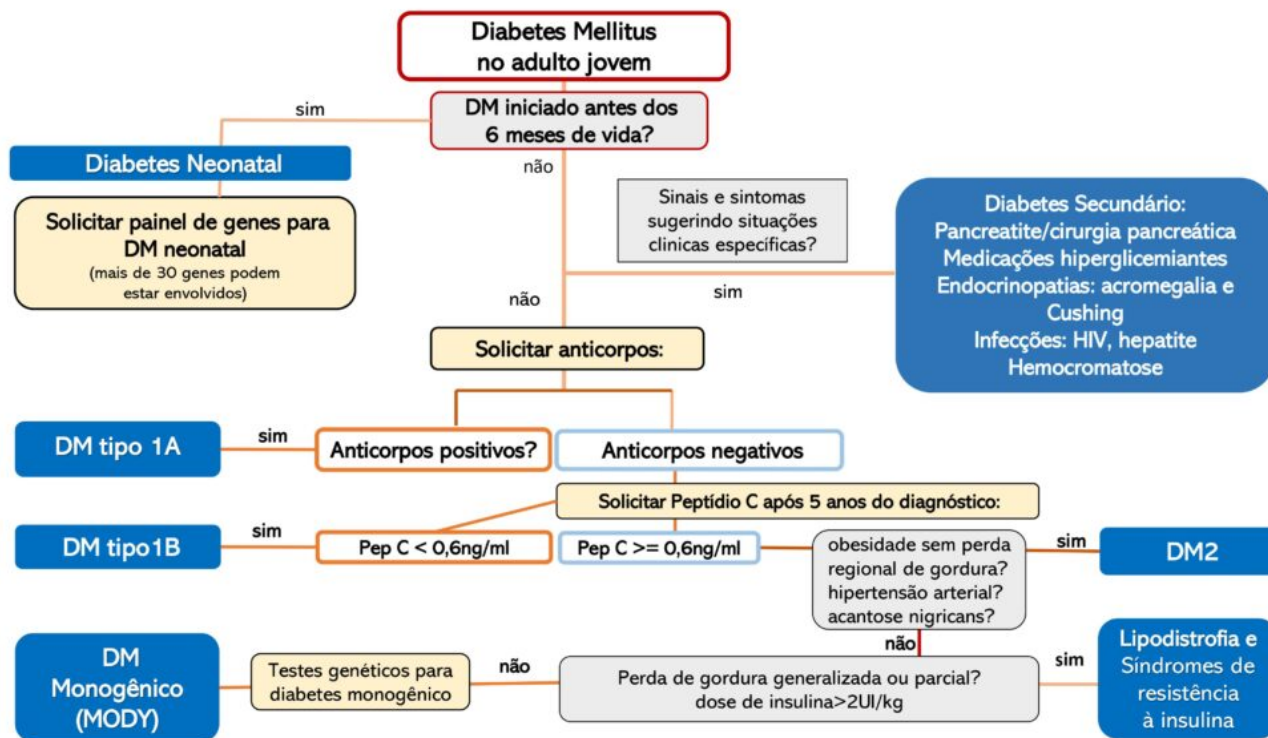 Diabetes Mellitus
no adulto jovem
sim
DM iniciado antes dos
6 meses de vida?
Diabetes Neonatal
não
Solicitar painel de genes para
DM neonatal
(mais de 30 genes podem
estar envolvidos)
Sinais e sintomas
sugerindo situações
clinicas específicas?
Diabetes Secundário:
Pancreatite/cirurgia pancreática
Medicações hiperglicemiantes
Endocrinopatias: acromegalia e
Cushing
Infecções: HIV, hepatite
Hemocromatose
não
sim
Solicitar anticorpos:
DM tipo 1A
sim
Anticorpos positivos?
Anticorpos negativos
Solicitar Peptídio C após 5 anos do diagnóstico:
DM tipo1B
sim
Pep C < 0,6ng/ml
Pep C >= 0,6ng/ml
obesidade sem perda
regional de gordura?
hipertensão arterial?
acantose nigricans?
sim
DM2
não
DM
Monogênico
(MODY)
Testes genéticos para
diabetes monogênico
não
Perda de gordura generalizada ou parcial?
dose de insulina>2UI/kg
sim
Lipodistrofia e
Síndromes de
resistência
à insulina